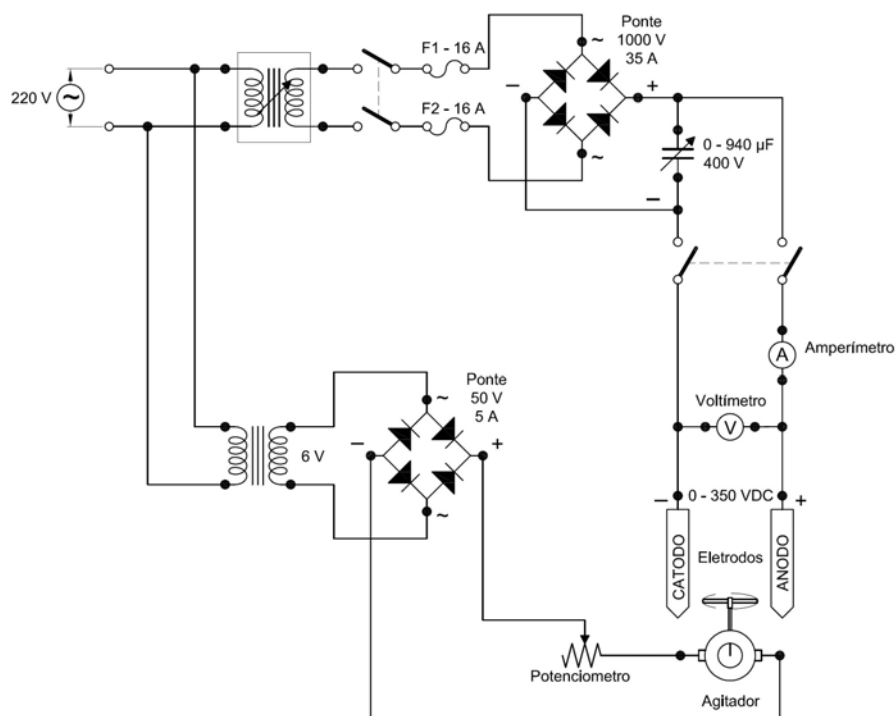 220 V
F1 - 16 A
F2 - 16 A
Ponte
1000 V
35 A
~
−
+
~
0 - 940 µF
400 V
−
A
Amperímetro
Voltímetro
V
6 V
Ponte
50 V
5 A
~
−
+
~
−
0 - 350 VDC
+
CATODO
Eletrodos
ANODO
Potenciometro
Agitador